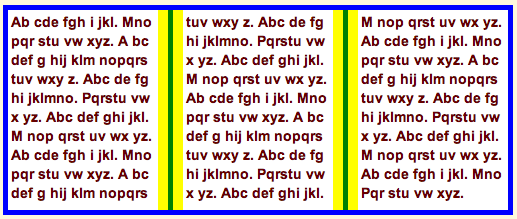 Ab cde fgh i jkl. Mno
pqr stu vw xyz. A bc
def g hij klm nopqrs
tuv wxy z. Abc de fg
hi jklmno. Pqrstu vw
x yz. Abc def ghi jkl.
M nop qrst uv wx yz.
Ab cde fgh i jkl. Mno
pqr stu vw xyz. A bc
def g hij klm nopqrs
tuv wxy z. Abc de fg
hi jklmno. Pqrstu vw
x yz. Abc def ghi jkl.
M nop qrst uv wx yz.
Ab cde fgh i jkl. Mno
pqr stu vw xyz. A bc
def g hij klm nopqrs
tuv wxy z. Abc de fg
hi jklmno. Pqrstu vw
x yz. Abc def ghi jkl.
M nop qrst uv wx yz.
Ab cde fgh i jkl. Mno
pqr stu vw xyz. A bc
def g hij klm nopqrs
tuv wxy z. Abc de fg
hi jklmno. Pqrstu vw
x yz. Abc def ghi jkl.
M nop qrst uv wx yz.
Ab cde fgh i jkl. Mno
Pqr stu vw xyz.